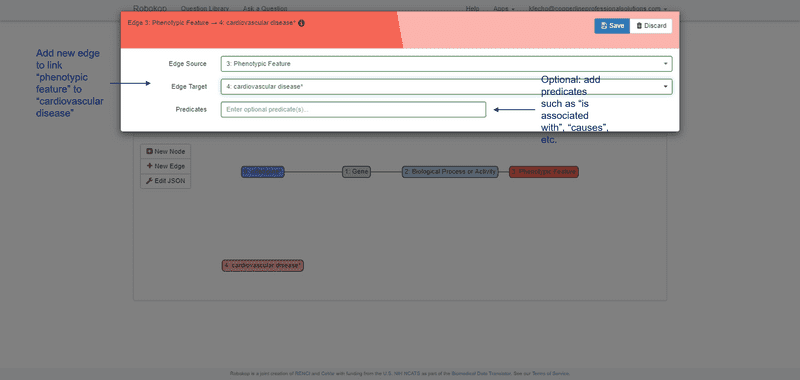 Robokop Question Library Ask a Question Help Apps
Edge 3: Phenotypic Feature → 4: cardiovascular disease*
Save Discard
Add new edge
to link
“phenotypic
feature” to
“cardiovascular
disease”
Edge Source 3: Phenotypic Feature
Edge Target 4: cardiovascular disease*
Predicates Enter optional predicate(s)...
Optional: add
predicates
such as “is
associated
with”, “causes”,
etc.
New Node
New Edge
Edit JSON
1: Gene 2: Biological Process or Activity 3: Phenotypic Feature
4: cardiovascular disease*
Robokop is a joint creation of RENCI and CoVar with funding from the U.S. NIH NCATS as part of the Biomedical Data Translator. See our Terms of Service.